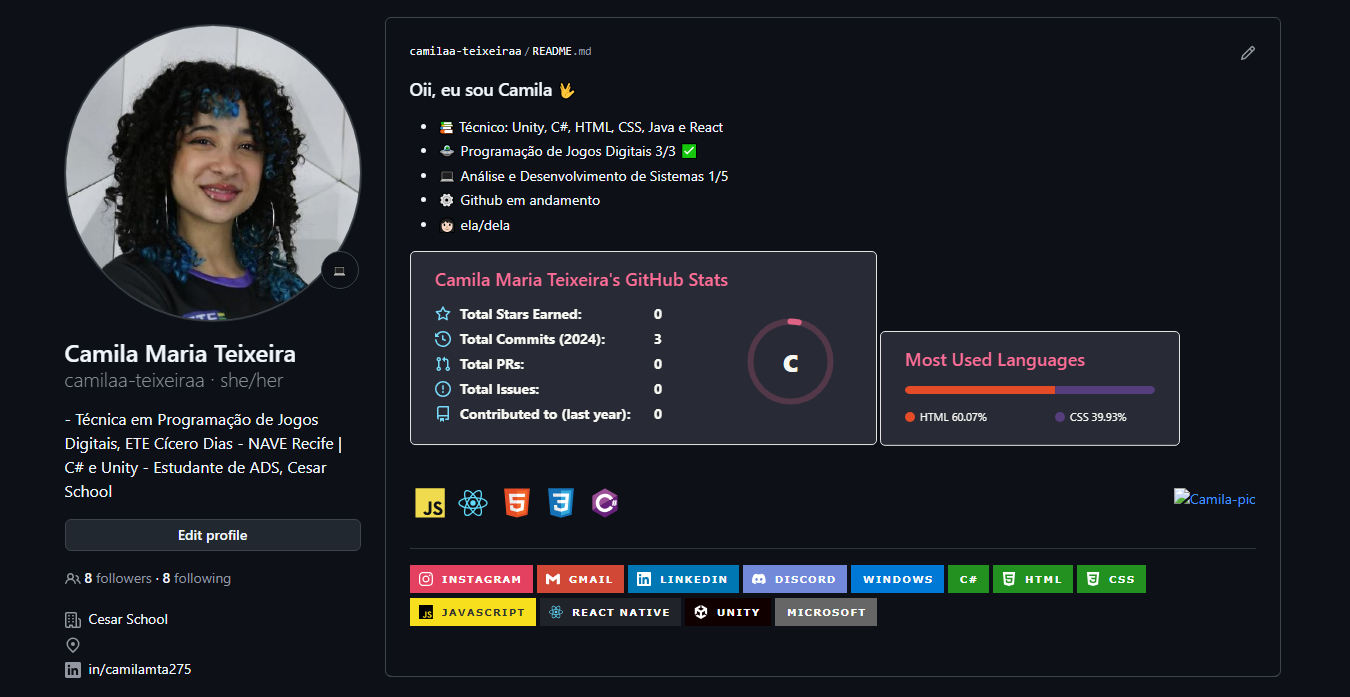 Camila Maria Teixeira
camilaa-teixeiraa · she/her
- Técnica em Programação de Jogos
Digitais, ETE Cícero Dias - NAVE Recife |
C# e Unity - Estudante de ADS, Cesar
School
Edit profile
8 followers · 8 following
Cesar School
in/camilamta275
camilaa-teixeiraa/README.md
Oii, eu sou Camila 🖖
• 📚 Técnico: Unity, C#, HTML, CSS, Java e React
• 🛸 Programação de Jogos Digitais 3/3 ✅
• 💻 Análise e Desenvolvimento de Sistemas 1/5
• ⚙️ Github em andamento
• 👩🏻 ela/dela
Camila Maria Teixeira's GitHub Stats
Total Stars Earned: 0
Total Commits (2024): 3
Total PRs: 0
Total Issues: 0
Contributed to (last year): 0
C
Most Used Languages
HTML 60.07% CSS 39.93%
JS 5 3 C#
Camila-pic
INSTAGRAM GMAIL LINKEDIN DISCORD WINDOWS C# HTML CSS
JS JAVASCRIPT REACT NATIVE UNITY MICROSOFT